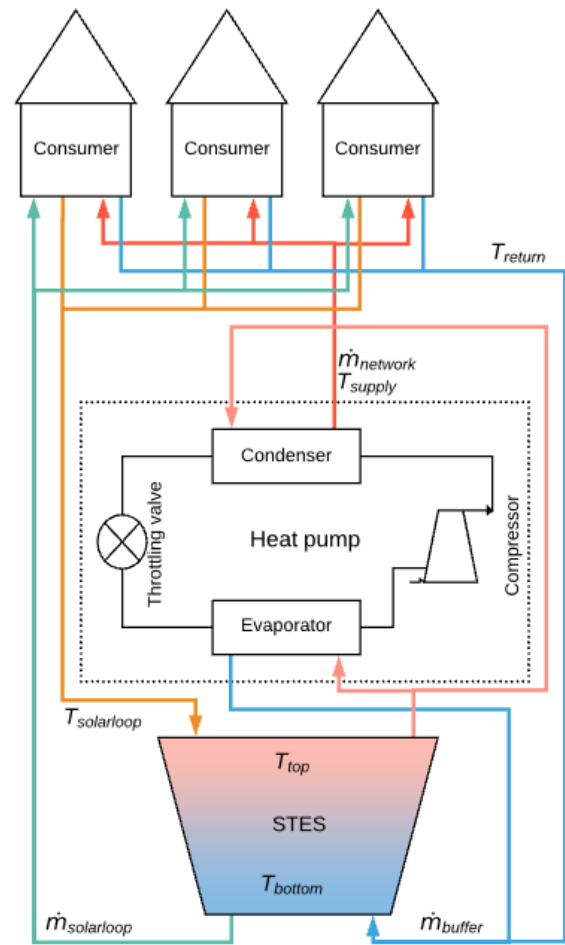 Consumer
Consumer
Consumer
T_return
ṁ_network
T_supply
Condenser
Throttling valve
Heat pump
Compressor
Evaporator
T_solarloop
T_top
STES
T_bottom
ṁ_solarloop
ṁ_buffer